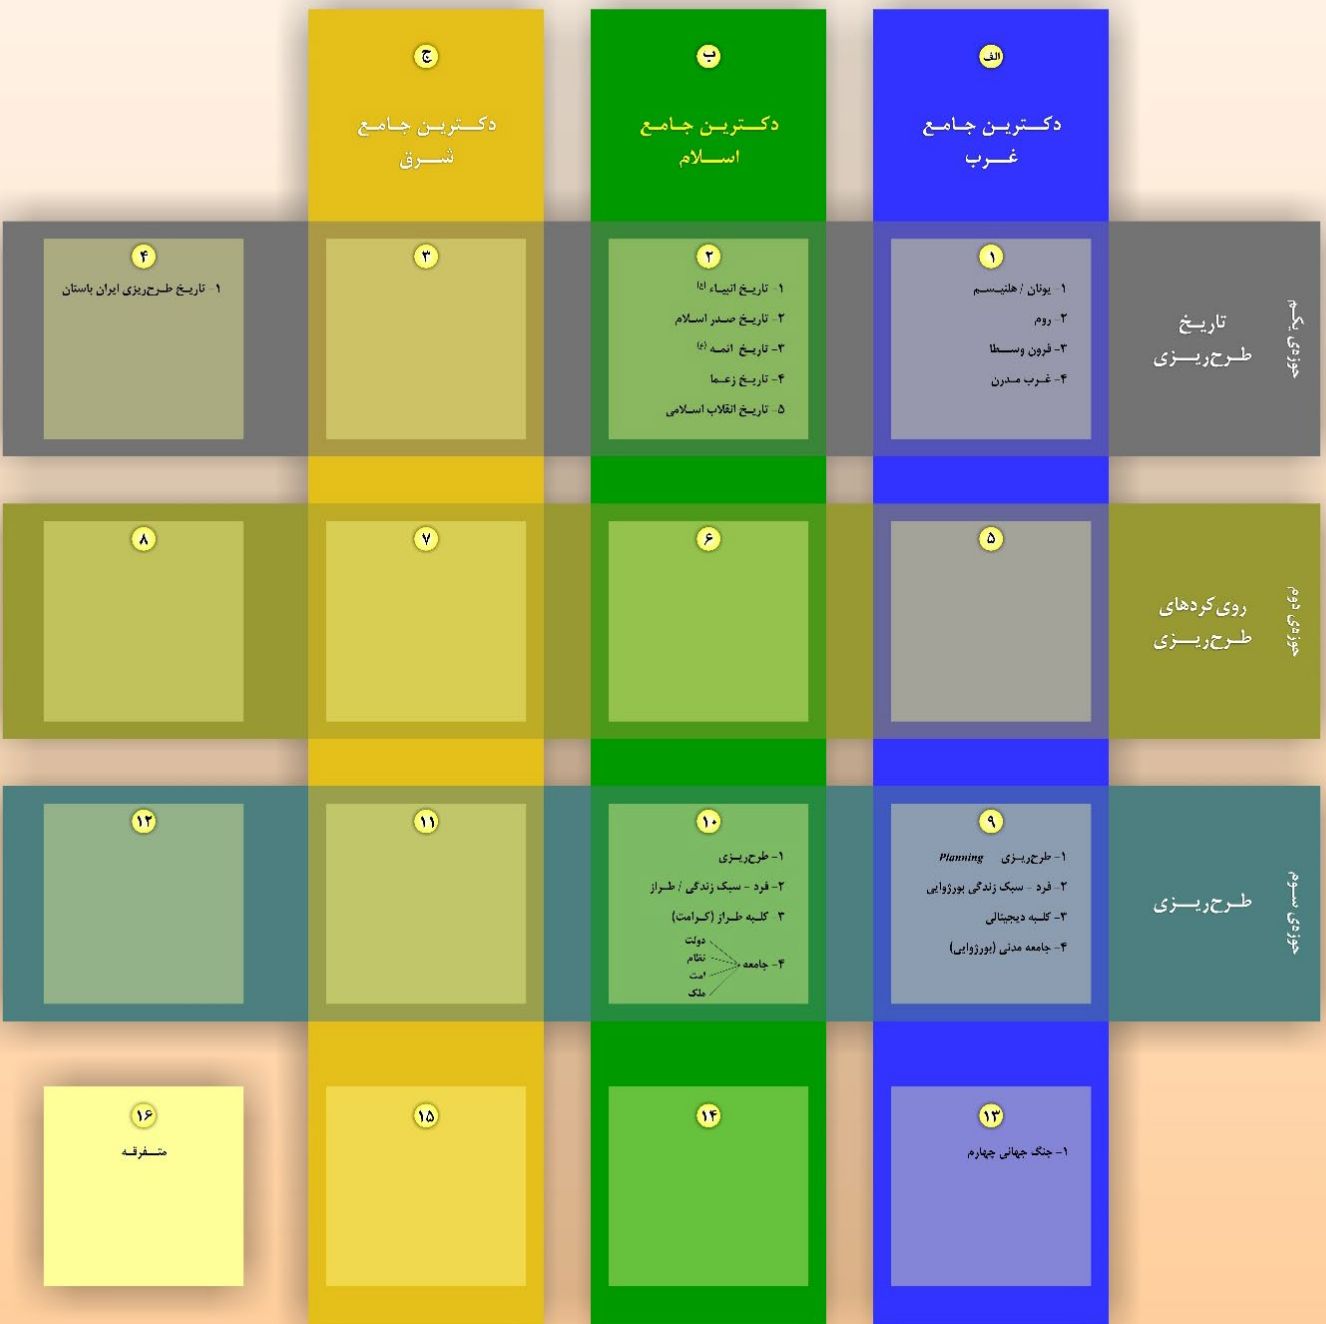 الف
دکترین جامع
غرب
ب
دکترین جامع
اسلام
ج
دکترین جامع
شرق
حوزه‌ی یکم
تاریخ
طرح‌ریزی
۱
۱- یونان / هلنیسم
۲- روم
۳- قرون وسطا
۴- غرب مدرن
۲
۱- تاریخ انبیاء (ع)
۲- تاریخ صدر اسلام
۳- تاریخ ائمه (ع)
۴- تاریخ زعما
۵- تاریخ انقلاب اسلامی
۳
۴
۱- تاریخ طرح‌ریزی ایران باستان
حوزه‌ی دوم
روی‌کردهای
طرح‌ریزی
۵
۶
۷
۸
حوزه‌ی سوم
طرح‌ریزی
۹
۱- طرح‌ریزی Planning
۲- فرد - سبک زندگی بورژوایی
۳- کلبه دیجیتالی
۴- جامعه مدنی (بورژوایی)
۱۰
۱- طرح‌ریزی
۲- فرد - سبک زندگی / طراز
۳- کلبه طراز (کرامت)
۴- جامعه
دولت
نظام
امت
ملک
۱۱
۱۲
۱۳
۱- جنگ جهانی چهارم
۱۴
۱۵
۱۶
متفرقه